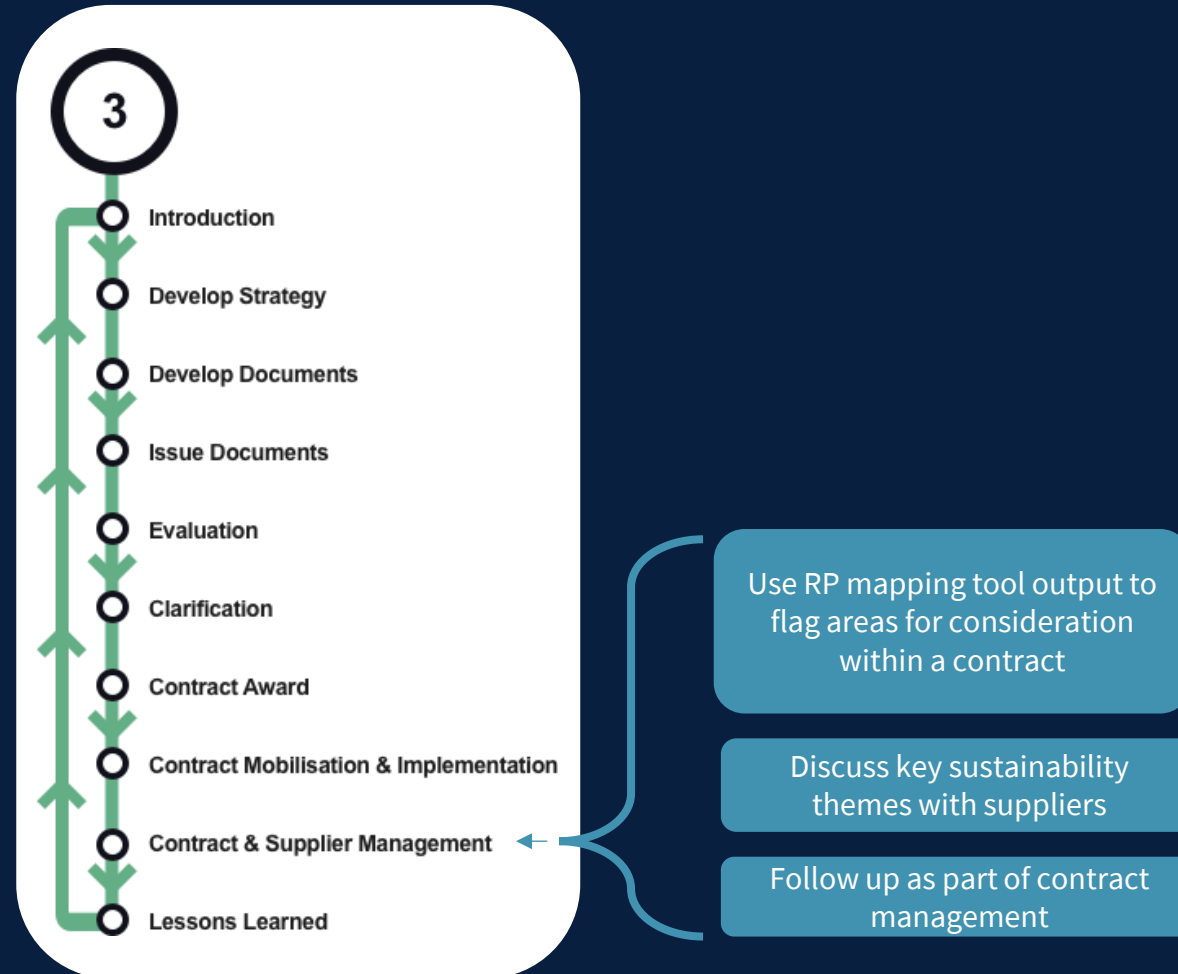 3
Introduction
Develop Strategy
Develop Documents
Issue Documents
Evaluation
Clarification
Contract Award
Contract Mobilisation & Implementation
Contract & Supplier Management
Lessons Learned
Use RP mapping tool output to
flag areas for consideration
within a contract
Discuss key sustainability
themes with suppliers
Follow up as part of contract
management